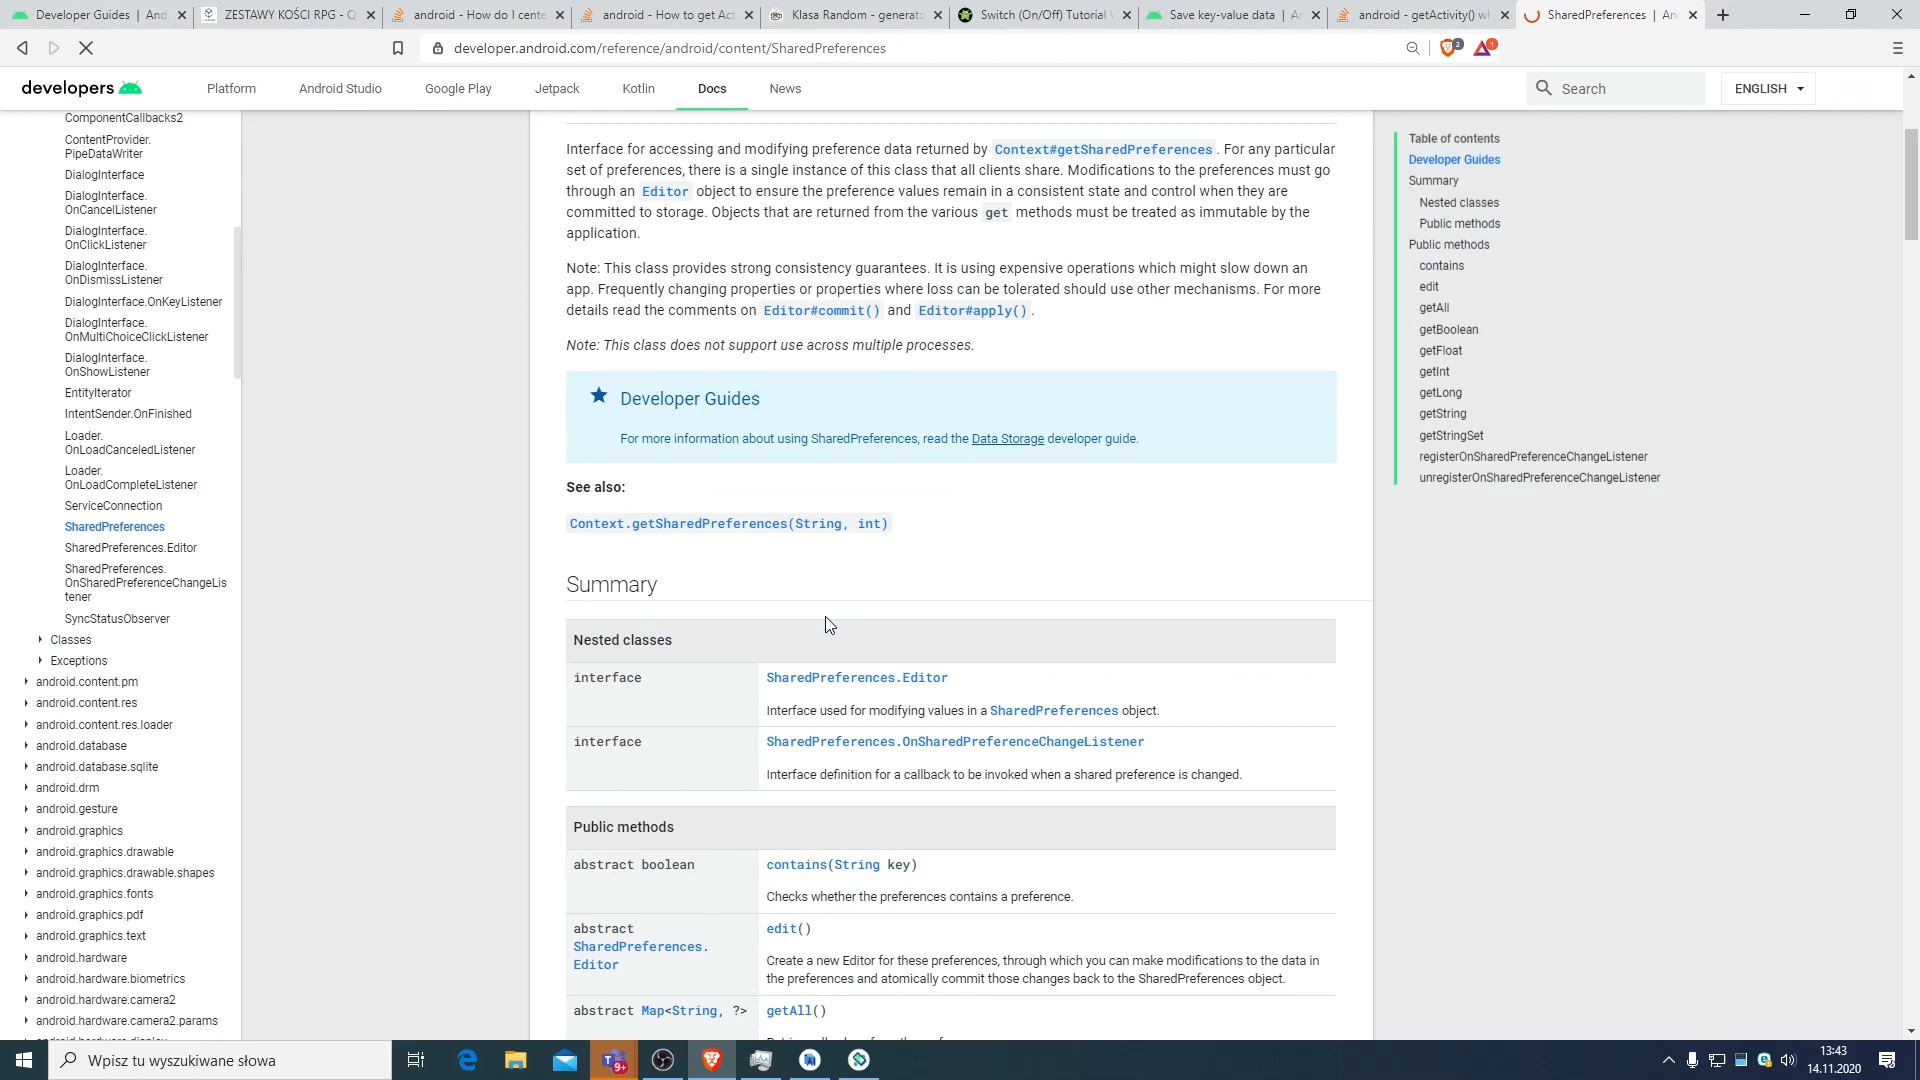 Developer Guides | And
ZESTAWY KOŚCI RPG - Q
android - How do I cente
android - How to get Ac
Klasa Random - generato
Switch (On/Off) Tutorial
Save key-value data | A
android - getActivity() w
SharedPreferences | An
developer.android.com/reference/android/content/SharedPreferences
2
1
developers
Platform
Android Studio
Google Play
Jetpack
Kotlin
Docs
News
Search
ENGLISH
ComponentCallbacks2
ContentProvider.
PipeDataWriter
DialogInterface
DialogInterface.
OnCancelListener
DialogInterface.
OnClickListener
DialogInterface.
OnDismissListener
DialogInterface.OnKeyListener
DialogInterface.
OnMultiChoiceClickListener
DialogInterface.
OnShowListener
EntityIterator
IntentSender.OnFinished
Loader.
OnLoadCanceledListener
Loader.
OnLoadCompleteListener
ServiceConnection
SharedPreferences
SharedPreferences.Editor
SharedPreferences.
OnSharedPreferenceChangeLis
tener
SyncStatusObserver
Classes
Exceptions
android.content.pm
android.content.res
android.content.res.loader
android.database
android.database.sqlite
android.drm
android.gesture
android.graphics
android.graphics.drawable
android.graphics.drawable.shapes
android.graphics.fonts
android.graphics.pdf
android.graphics.text
android.hardware
android.hardware.biometrics
android.hardware.camera2
android.hardware.camera2.params
Interface for accessing and modifying preference data returned by Context#getSharedPreferences. For any particular
set of preferences, there is a single instance of this class that all clients share. Modifications to the preferences must go
through an Editor object to ensure the preference values remain in a consistent state and control when they are
committed to storage. Objects that are returned from the various get methods must be treated as immutable by the
application.
Note: This class provides strong consistency guarantees. It is using expensive operations which might slow down an
app. Frequently changing properties or properties where loss can be tolerated should use other mechanisms. For more
details read the comments on Editor#commit() and Editor#apply().
Note: This class does not support use across multiple processes.
Developer Guides
For more information about using SharedPreferences, read the Data Storage developer guide.
See also:
Context.getSharedPreferences(String, int)
Summary
Nested classes
interface
SharedPreferences.Editor
Interface used for modifying values in a SharedPreferences object.
interface
SharedPreferences.OnSharedPreferenceChangeListener
Interface definition for a callback to be invoked when a shared preference is changed.
Public methods
abstract boolean
contains(String key)
Checks whether the preferences contains a preference.
abstract
SharedPreferences.
Editor
edit()
Create a new Editor for these preferences, through which you can make modifications to the data in
the preferences and atomically commit those changes back to the SharedPreferences object.
abstract Map<String, ?>
getAll()
Table of contents
Developer Guides
Summary
Nested classes
Public methods
Public methods
contains
edit
getAll
getBoolean
getFloat
getInt
getLong
getString
getStringSet
registerOnSharedPreferenceChangeListener
unregisterOnSharedPreferenceChangeListener
Wpisz tu wyszukiwane słowa
9+
13:43
14.11.2020